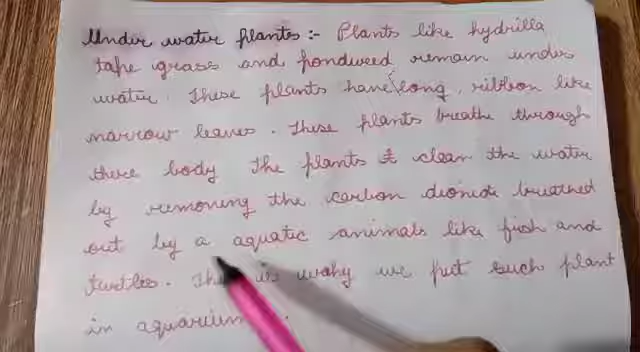 Under water plants :- Plants like hydrilla
tape grass and pondweed remain under
water. These plants have long, ribbon like
narrow leaves. These plants breathe through
there body The plants clean the water
by removing the carbon dioxide breathed
out by a aquatic animals like fish and
turtles. This is wahy we put such plant
in aquarium.